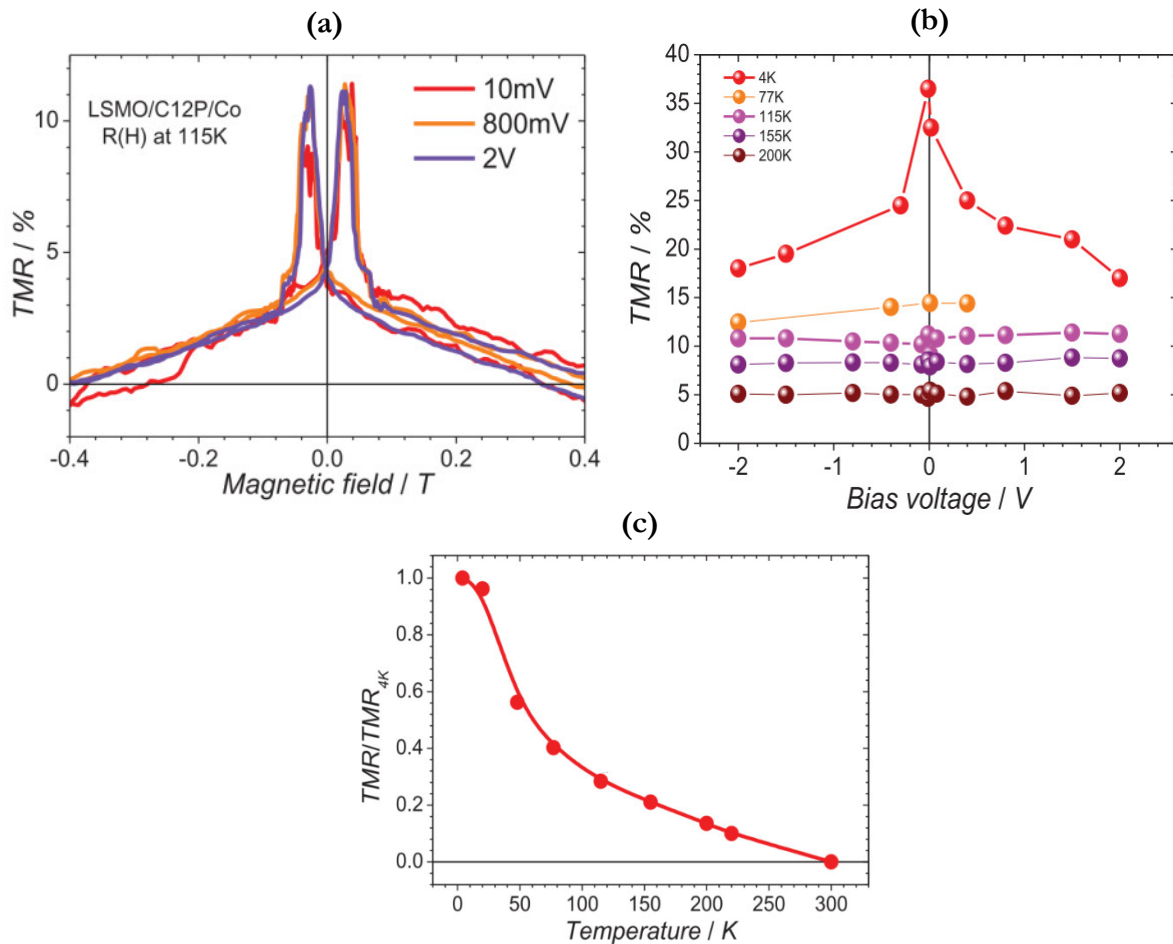 (a)
LSMO/C12P/Co
R(H) at 115K
10mV
800mV
2V
10
5
0
TMR / %
-0.4
-0.2
0.0
0.2
0.4
Magnetic field / T
(b)
4K
77K
115K
155K
200K
40
35
30
25
20
15
10
5
0
TMR / %
-2
-1
0
1
2
Bias voltage / V
(c)
1.0
0.8
0.6
0.4
0.2
0.0
TMR/TMR4K
0
50
100
150
200
250
300
Temperature / K